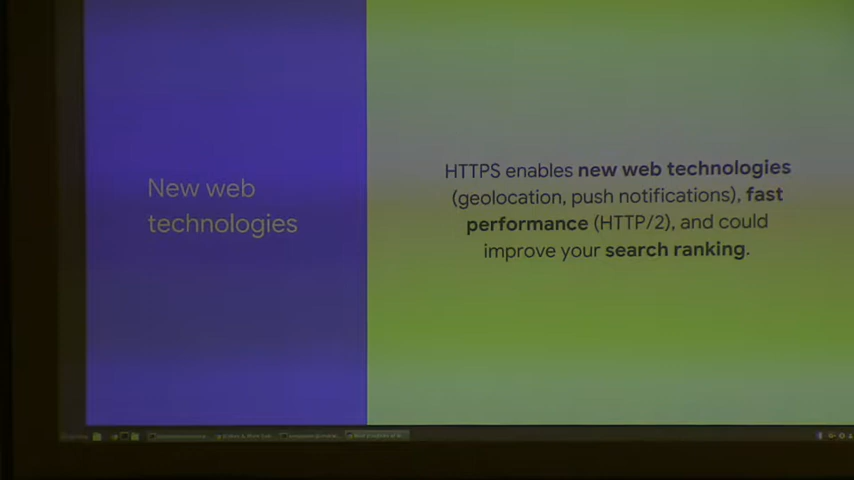 New web
technologies
HTTPS enables new web technologies
(geolocation, push notifications), fast
performance (HTTP/2), and could
improve your search ranking.